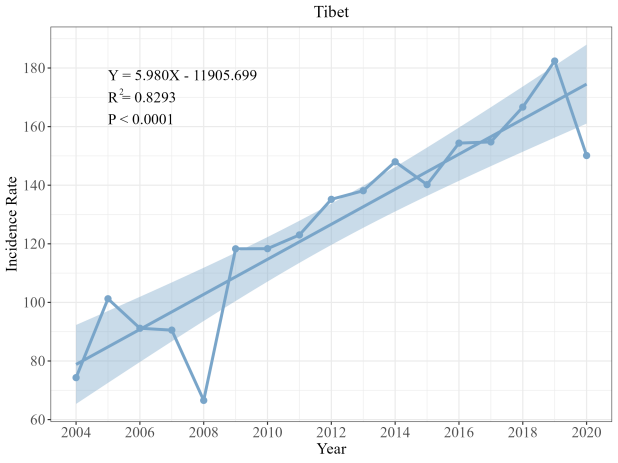 Tibet
Y = 5.980X - 11905.699
R²= 0.8293
P < 0.0001
Incidence Rate
180
160
140
120
100
80
60
2004 2006 2008 2010 2012 2014 2016 2018 2020
Year